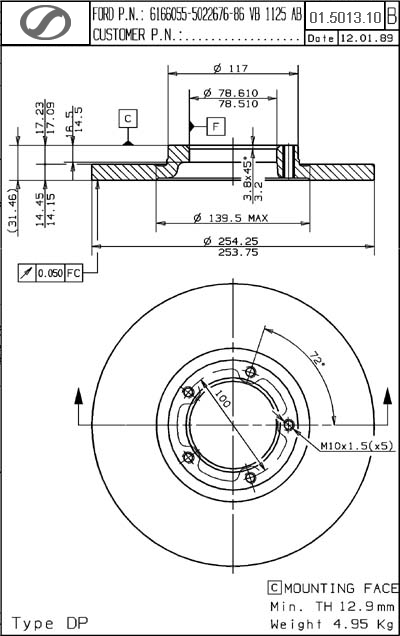 FORD P.N.: 6166055-5022676-86 VB 1125 AB
CUSTOMER P.N.:..................
01.5013.10 B
Date 12.01.89
Ø 117
Ø 78.610
78.510
C
F
17.23
17.09
16.5
14.5
(31.46)
14.45
14.15
3.8x45°
3.2
Ø 139.5 MAX
Ø 254.25
253.75
0.050 FC
72°
100
M10x1.5(x5)
C MOUNTING FACE
Min. TH 12.9mm
Type DP
Weight 4.95 Kg